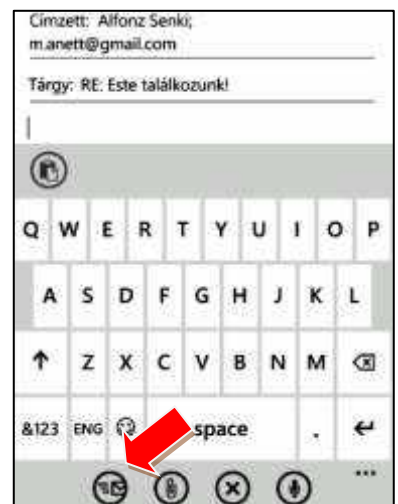 Címzett: Alfonz Senki;
m.anett@gmail.com
Tárgy: RE: Este találkozunk!
Q W E R T Y U I O P
A S D F G H J K L
Z X C V B N M
&123 ENG space .
...